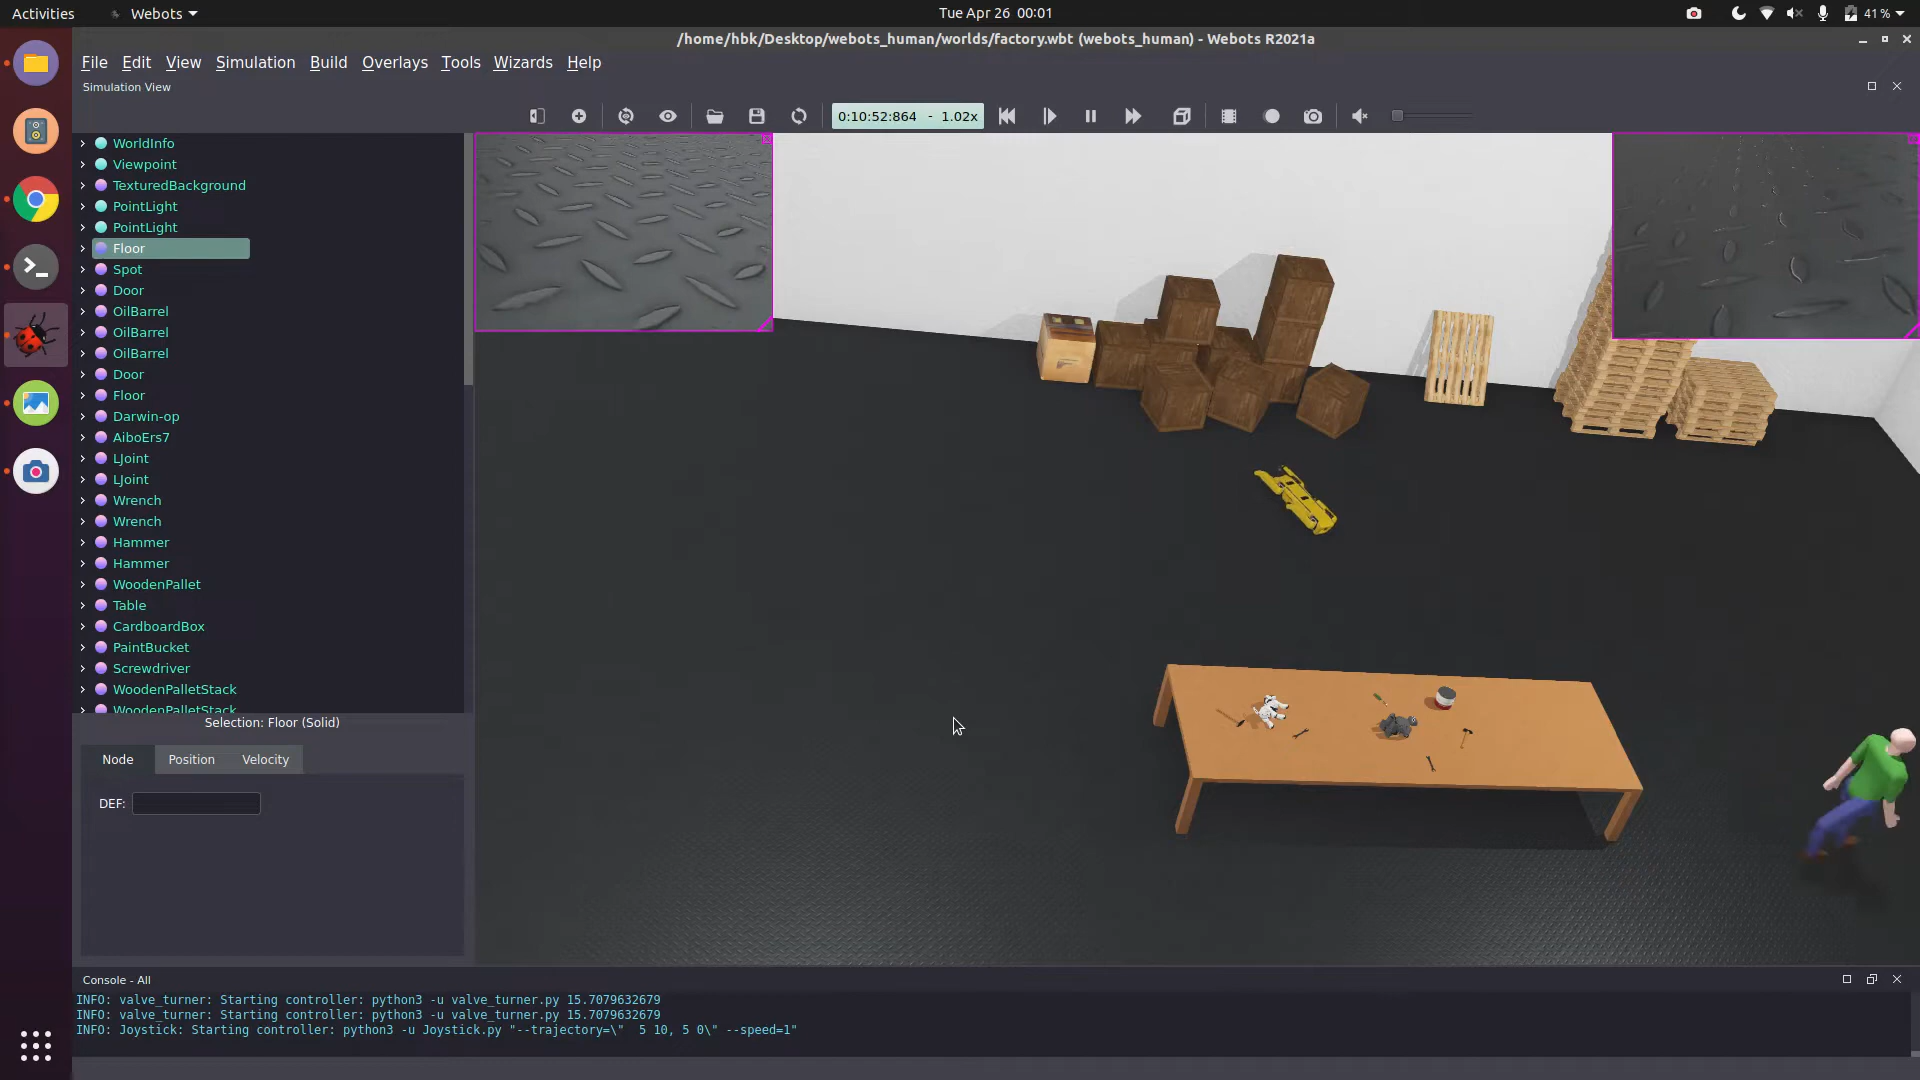 Activities
Webots
Tue Apr 26 00:01
41%
/home/hbk/Desktop/webots_human/worlds/factory.wbt (webots_human) - Webots R2021a
File Edit View Simulation Build Overlays Tools Wizards Help
Simulation View
0:10:52:864 - 1.02x
WorldInfo
Viewpoint
TexturedBackground
PointLight
PointLight
Floor
Spot
Door
OilBarrel
OilBarrel
OilBarrel
Door
Floor
Darwin-op
AiboErs7
LJoint
LJoint
Wrench
Wrench
Hammer
Hammer
WoodenPallet
Table
CardboardBox
PaintBucket
Screwdriver
WoodenPalletStack
WoodenPalletStack
Selection: Floor (Solid)
Node Position Velocity
DEF:
Console - All
INFO: valve_turner: Starting controller: python3 -u valve_turner.py 15.7079632679
INFO: valve_turner: Starting controller: python3 -u valve_turner.py 15.7079632679
INFO: Joystick: Starting controller: python3 -u Joystick.py "--trajectory=\"  5 10, 5 0\" --speed=1"